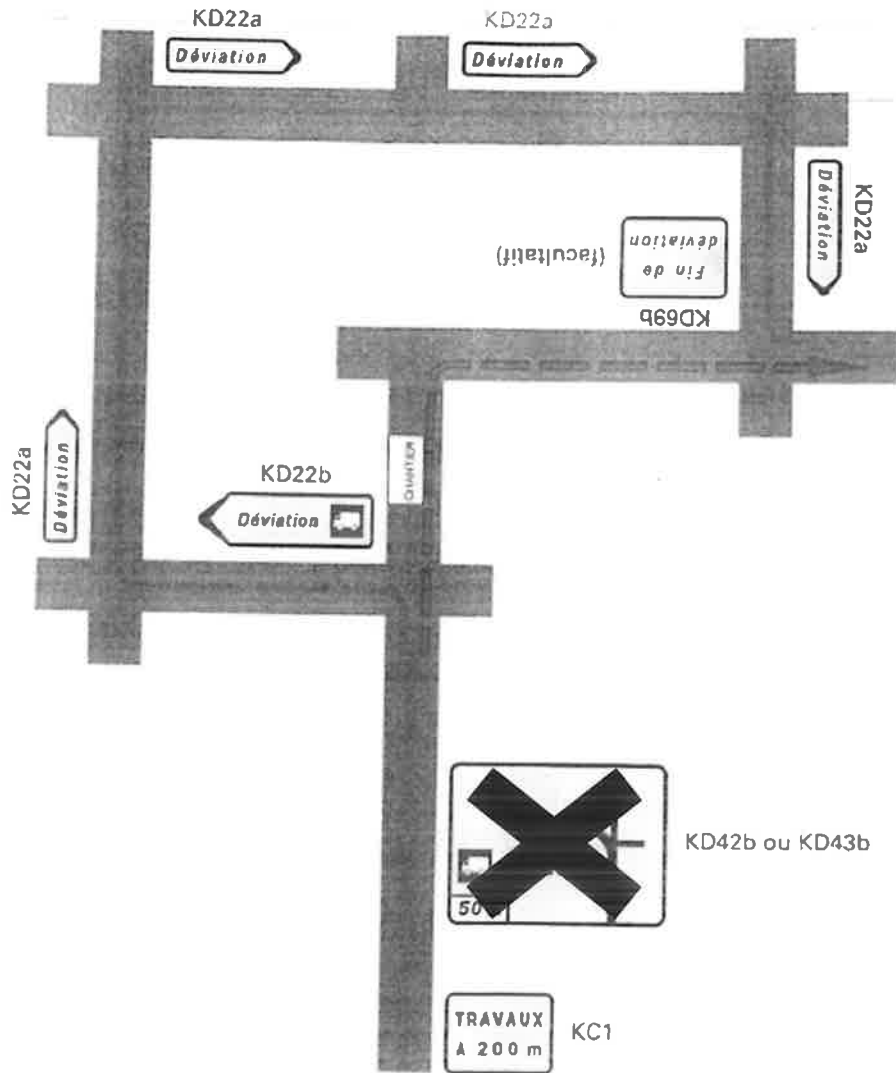 KD22a
Déviation
KD22a
Déviation
KD22a
Déviation
Fin de
déviation
(facultatif)
KD69b
CHANTIER
KD22b
Déviation
KD22a
Déviation
KD42b ou KD43b
50
TRAVAUX
A 200 m
KC1